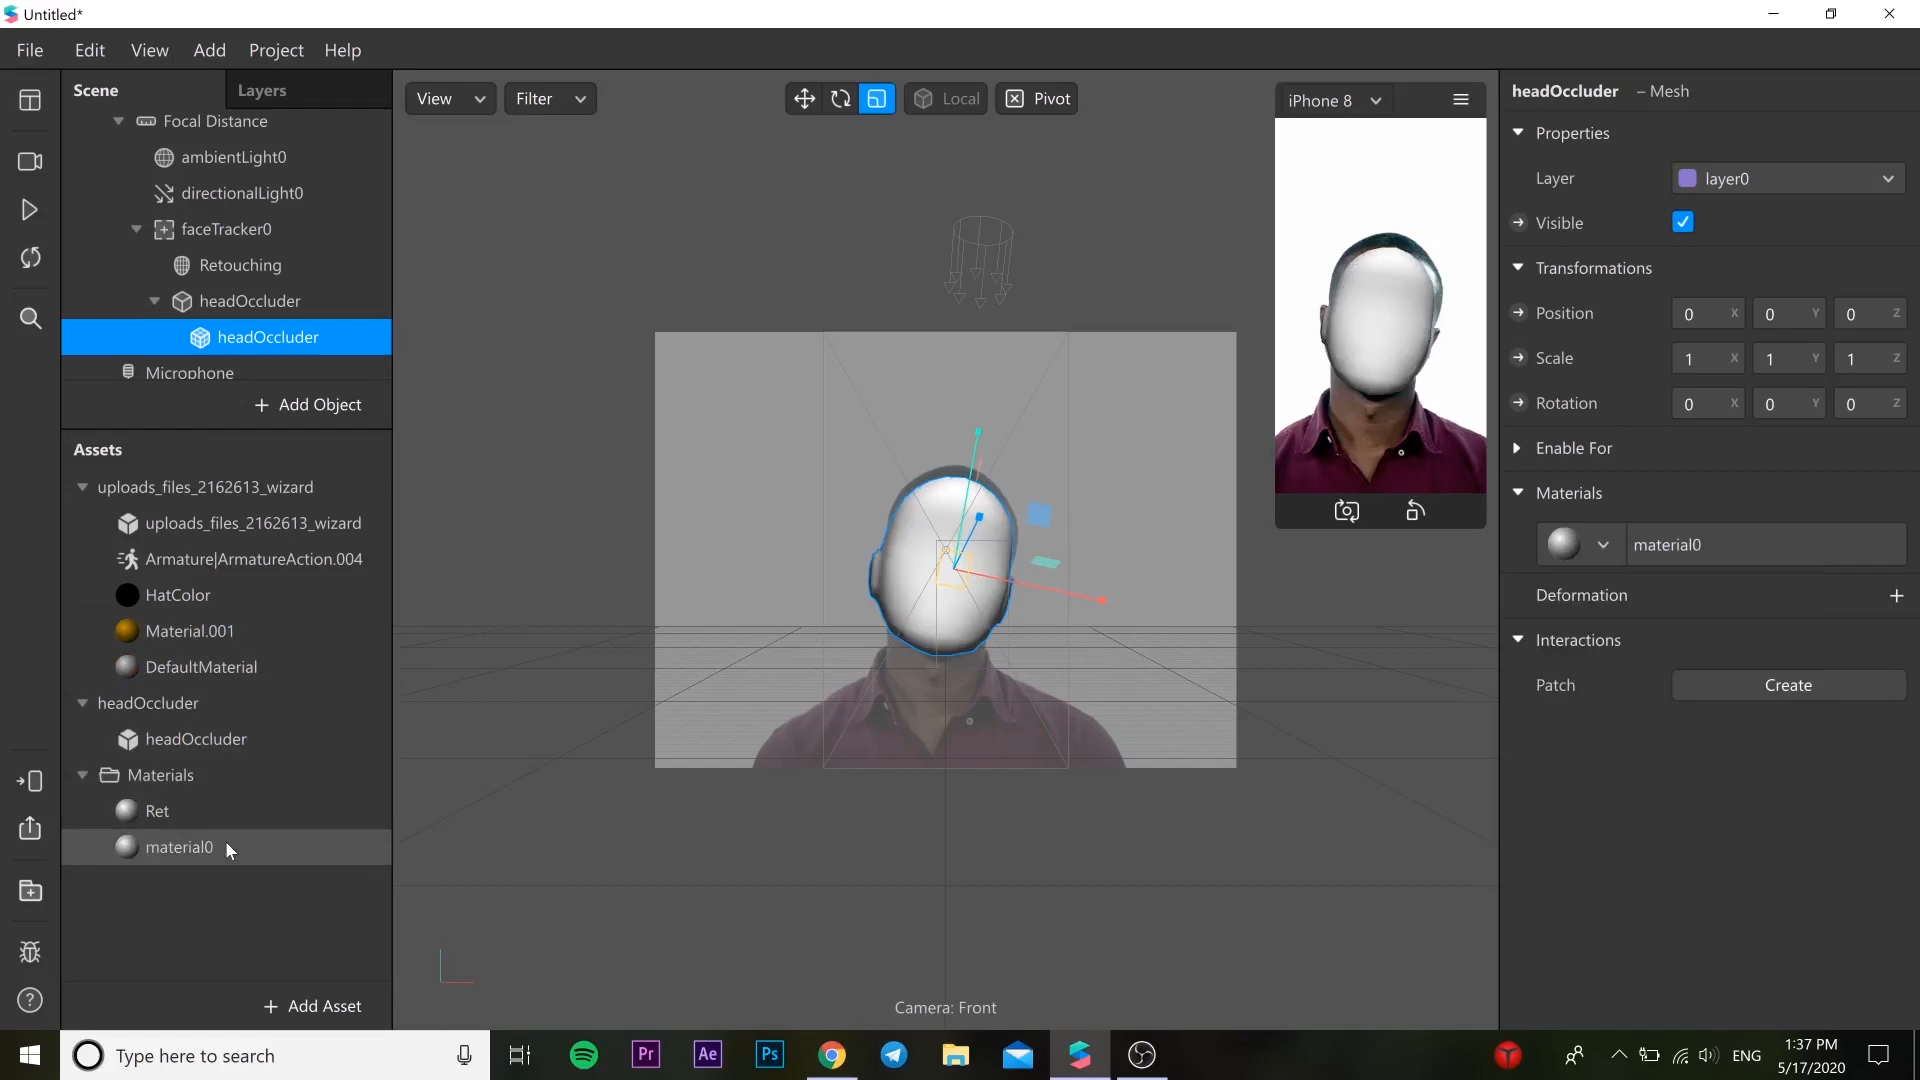 Untitled*
File Edit View Add Project Help
Scene Layers
Focal Distance
ambientLight0
directionalLight0
faceTracker0
Retouching
headOccluder
headOccluder
Microphone
+ Add Object
Assets
uploads_files_2162613_wizard
uploads_files_2162613_wizard
Armature|ArmatureAction.004
HatColor
Material.001
DefaultMaterial
headOccluder
headOccluder
Materials
Ret
material0
+ Add Asset
View Filter Local Pivot
iPhone 8
Camera: Front
headOccluder – Mesh
Properties
Layer layer0
Visible
Transformations
Position 0 X 0 Y 0 Z
Scale 1 X 1 Y 1 Z
Rotation 0 X 0 Y 0 Z
Enable For
Materials
material0
Deformation +
Interactions
Patch Create
Type here to search
Pr Ae Ps
ENG
1:37 PM
5/17/2020